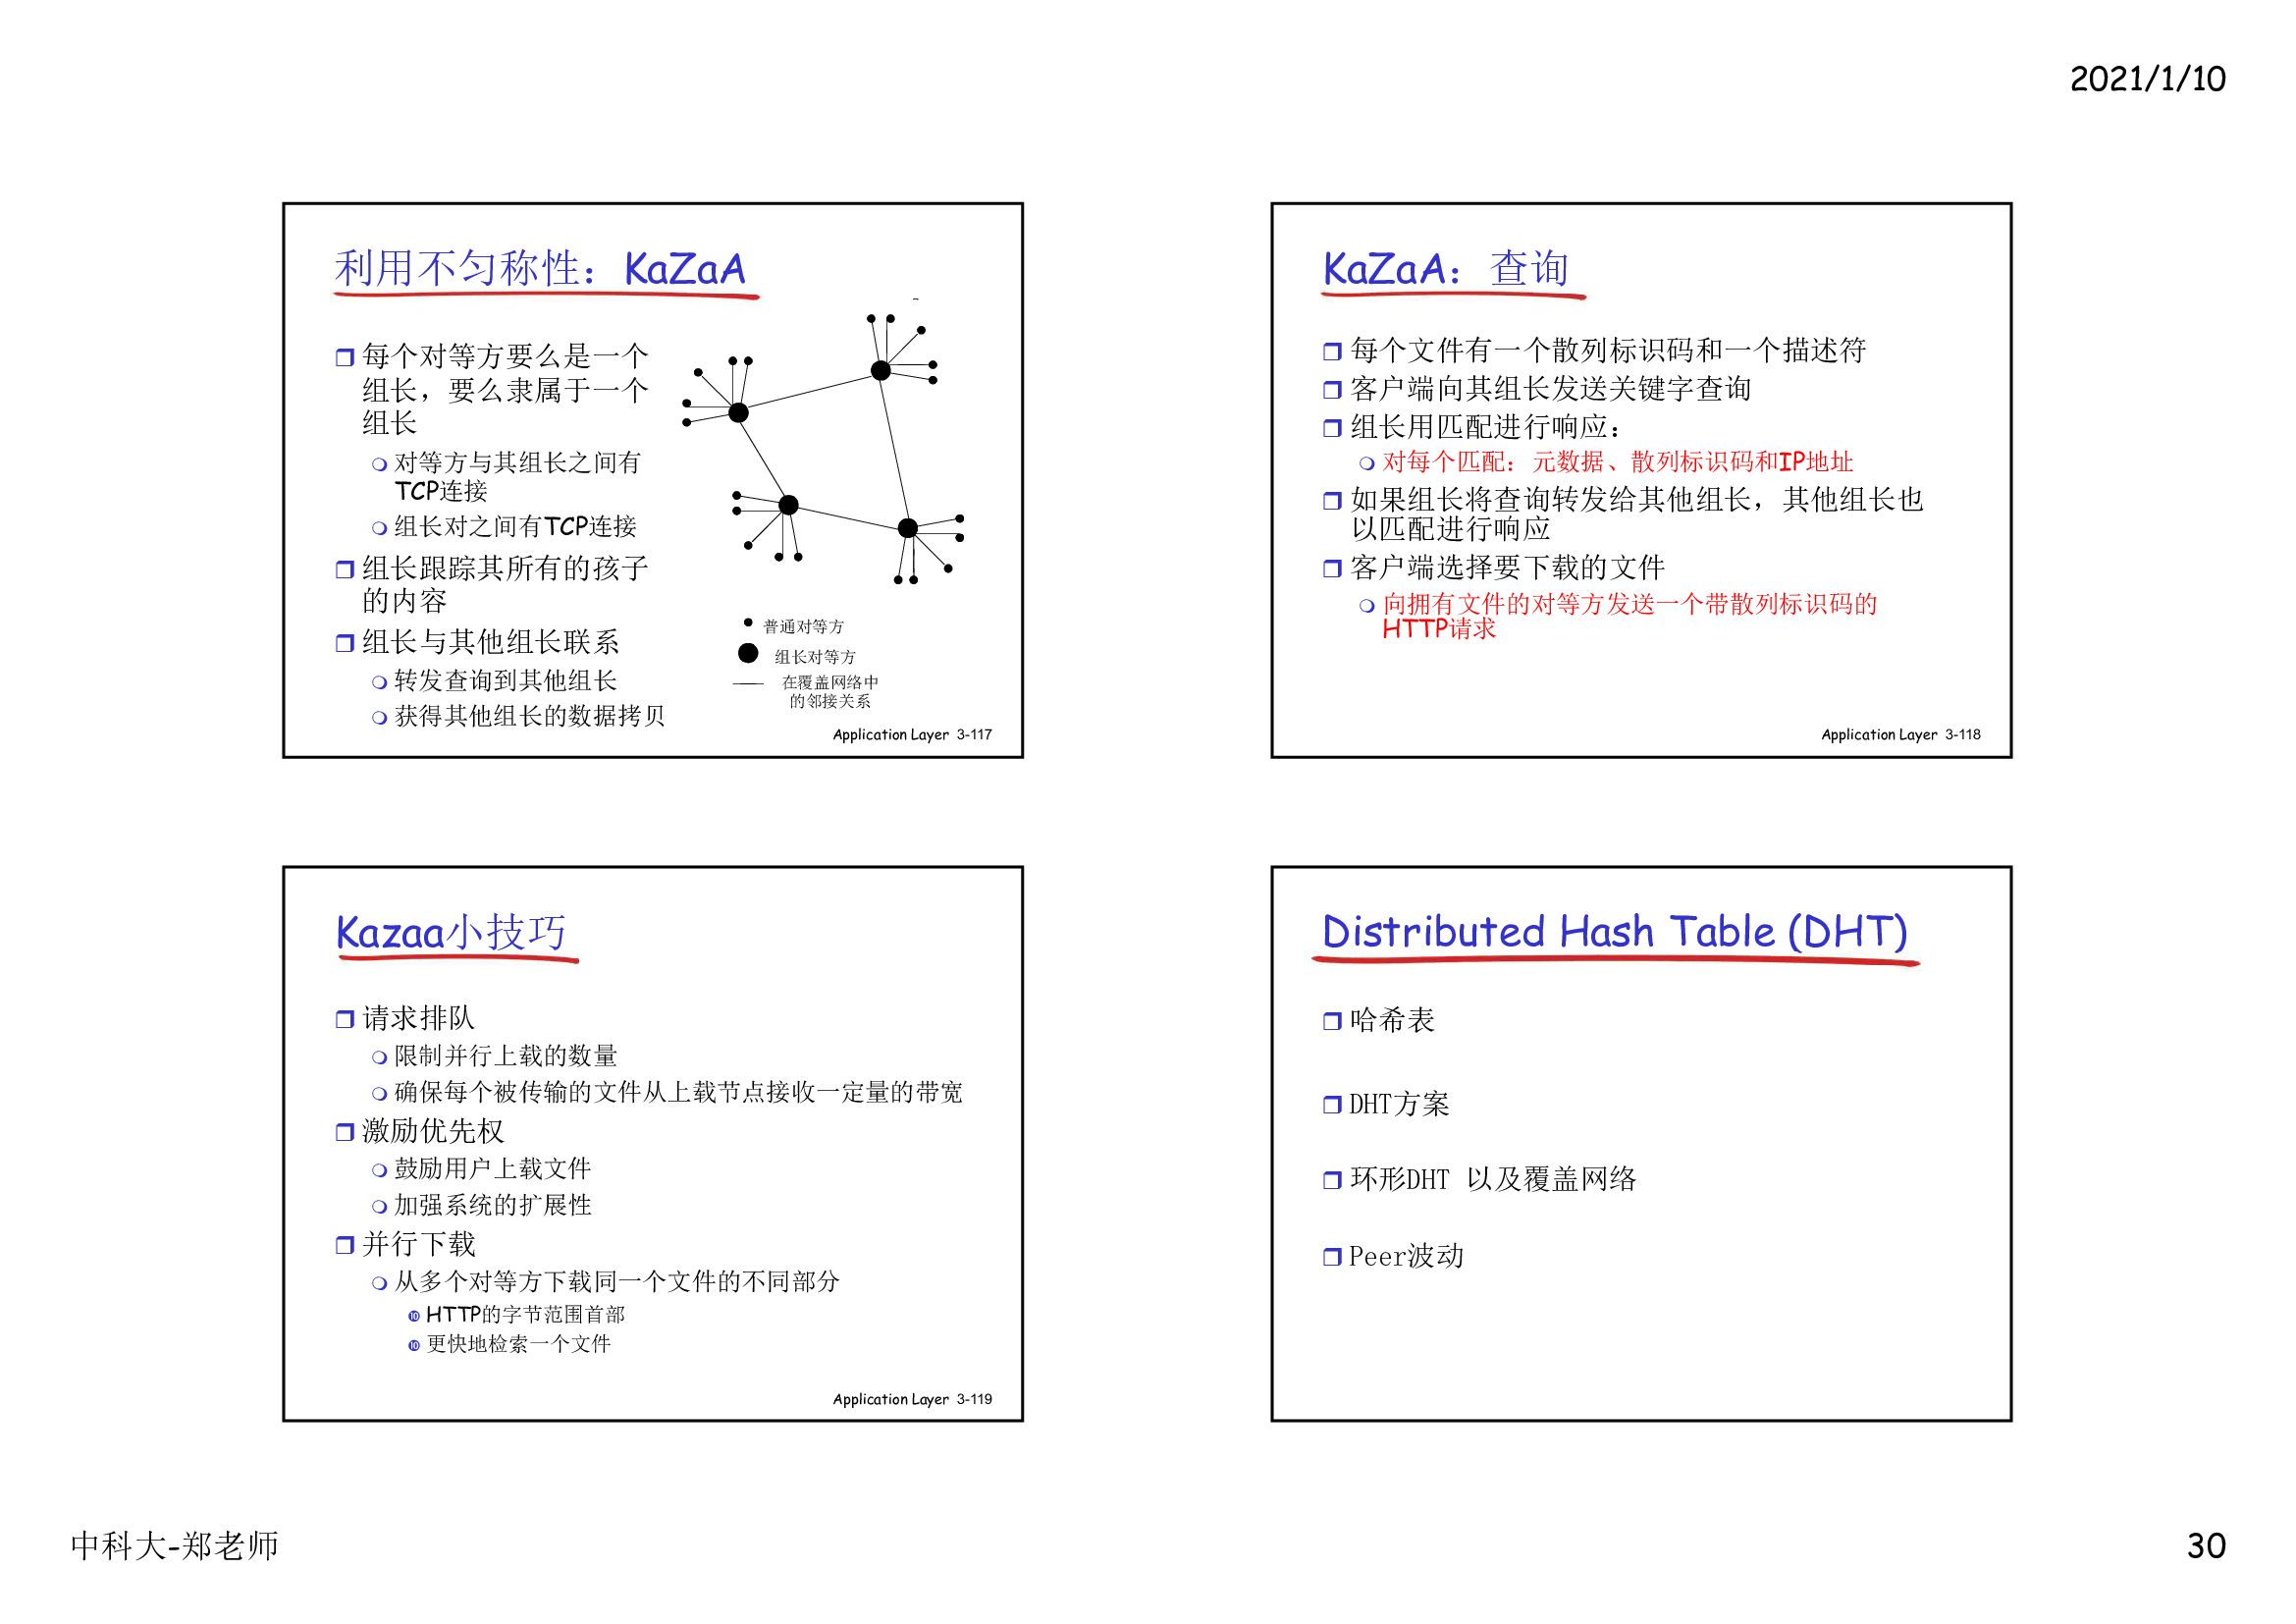 2021/1/10
利用不匀称性：KaZaA
每个对等方要么是一个
组长，要么隶属于一个
组长
对等方与其组长之间有
TCP连接
组长对之间有TCP连接
组长跟踪其所有的孩子
的内容
组长与其他组长联系
转发查询到其他组长
获得其他组长的数据拷贝
普通对等方
组长对等方
在覆盖网络中
的邻接关系
Application Layer 3-117
KaZaA：查询
每个文件有一个散列标识码和一个描述符
客户端向其组长发送关键字查询
组长用匹配进行响应：
对每个匹配：元数据、散列标识码和IP地址
如果组长将查询转发给其他组长，其他组长也
以匹配进行响应
客户端选择要下载的文件
向拥有文件的对等方发送一个带散列标识码的
HTTP请求
Application Layer 3-118
Kazaa小技巧
请求排队
限制并行上载的数量
确保每个被传输的文件从上载节点接收一定量的带宽
激励优先权
鼓励用户上载文件
加强系统的扩展性
并行下载
从多个对等方下载同一个文件的不同部分
HTTP的字节范围首部
更快地检索一个文件
Application Layer 3-119
Distributed Hash Table (DHT)
哈希表
DHT方案
环形DHT 以及覆盖网络
Peer波动
中科大-郑老师
30